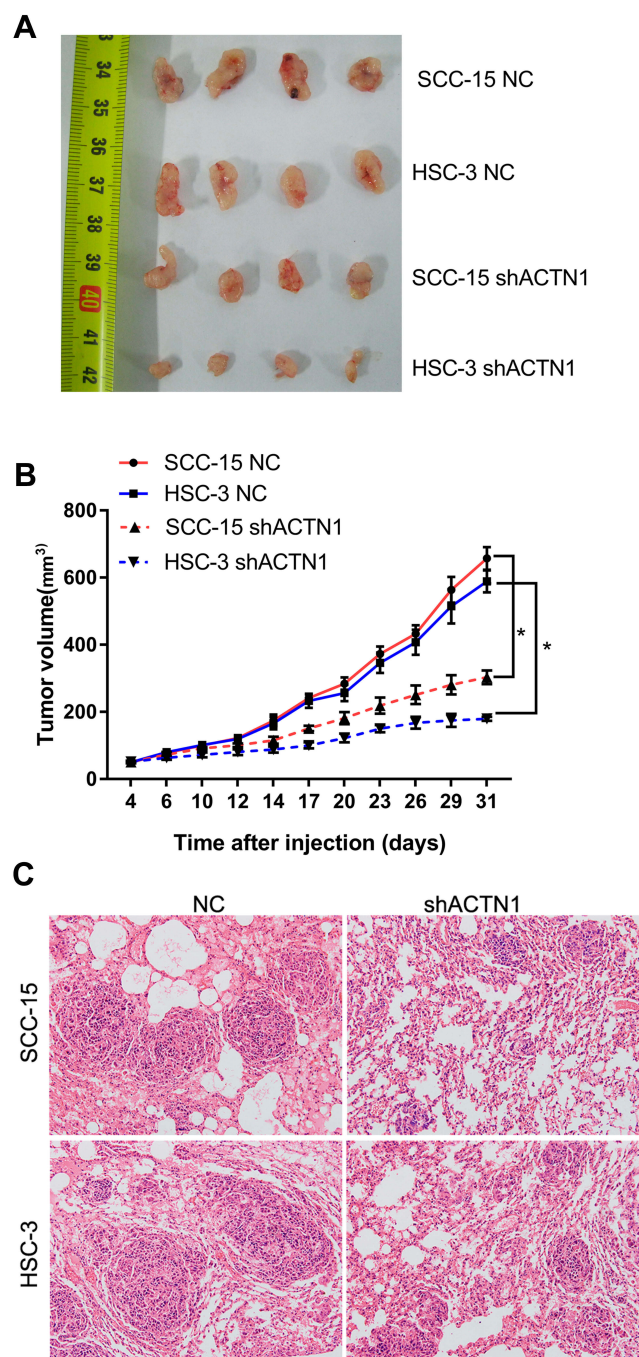 A
33
34
35
36
37
38
39
40
41
42
SCC-15 NC
HSC-3 NC
SCC-15 shACTN1
HSC-3 shACTN1
B
SCC-15 NC
HSC-3 NC
SCC-15 shACTN1
HSC-3 shACTN1
Tumor volume(mm³)
800
600
400
200
0
*
*
4 6 10 12 14 17 20 23 26 29 31
Time after injection (days)
C
NC shACTN1
SCC-15
HSC-3